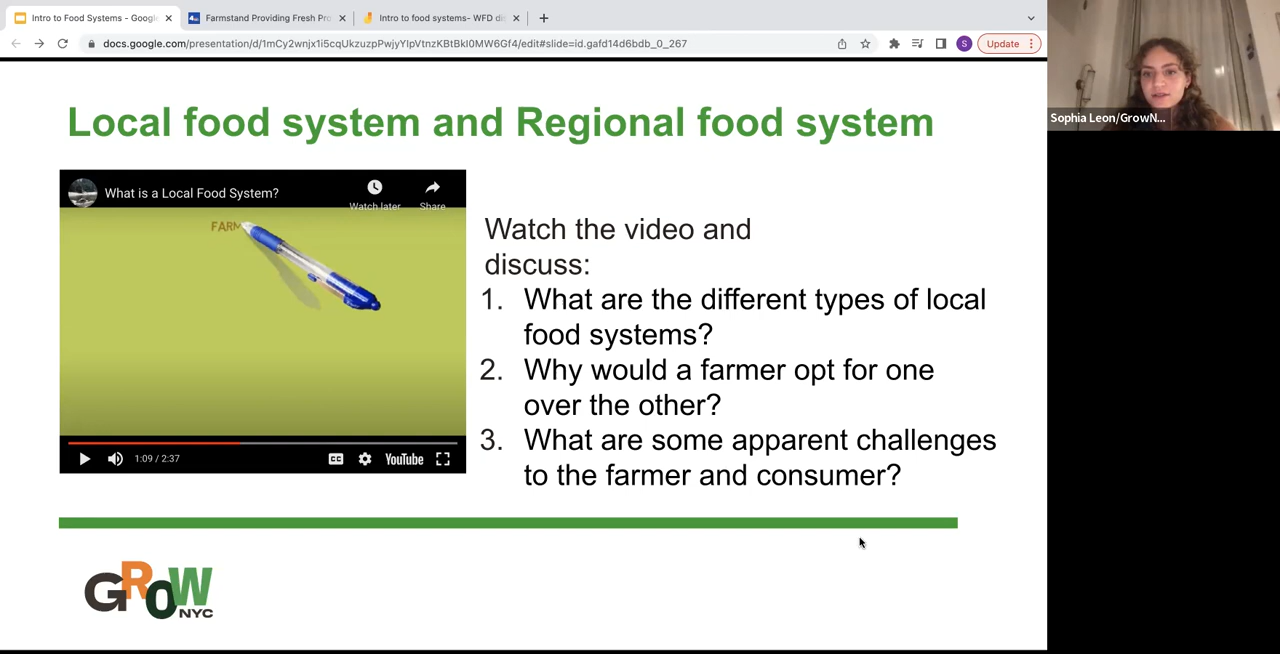 Intro to Food Systems - Googl
Farmstand Providing Fresh Pro
Intro to food systems- WFD di
docs.google.com/presentation/d/1mCy2wnjx1i5cqUkzuzpPwjyYlpVtnzKBtBkI0MW6Gf4/edit#slide=id.gafd14d6bdb_0_267
S
Update
Sophia Leon/GrowN...
Local food system and Regional food system
What is a Local Food System?
Watch later
Share
FARM
1:09 / 2:37
CC
YouTube
Watch the video and
discuss:
1. What are the different types of local
food systems?
2. Why would a farmer opt for one
over the other?
3. What are some apparent challenges
to the farmer and consumer?
GROW
NYC